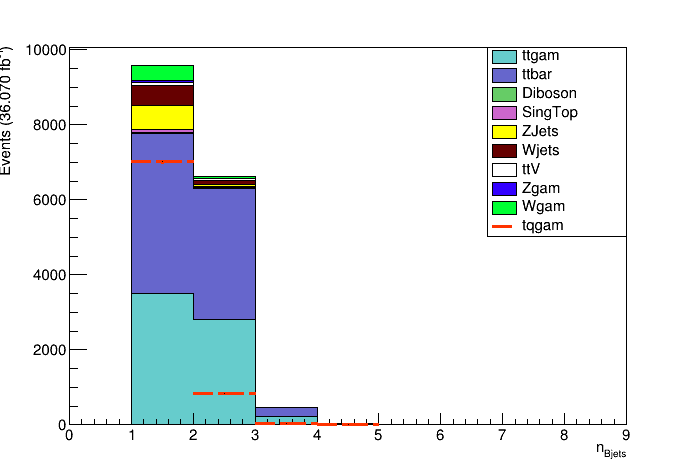 Events (36.070 fb⁻¹)
10000
8000
6000
4000
2000
0
ttgam
ttbar
Diboson
SingTop
ZJets
Wjets
ttV
Zgam
Wgam
tqgam
0 1 2 3 4 5 6 7 8 9
n_Bjets